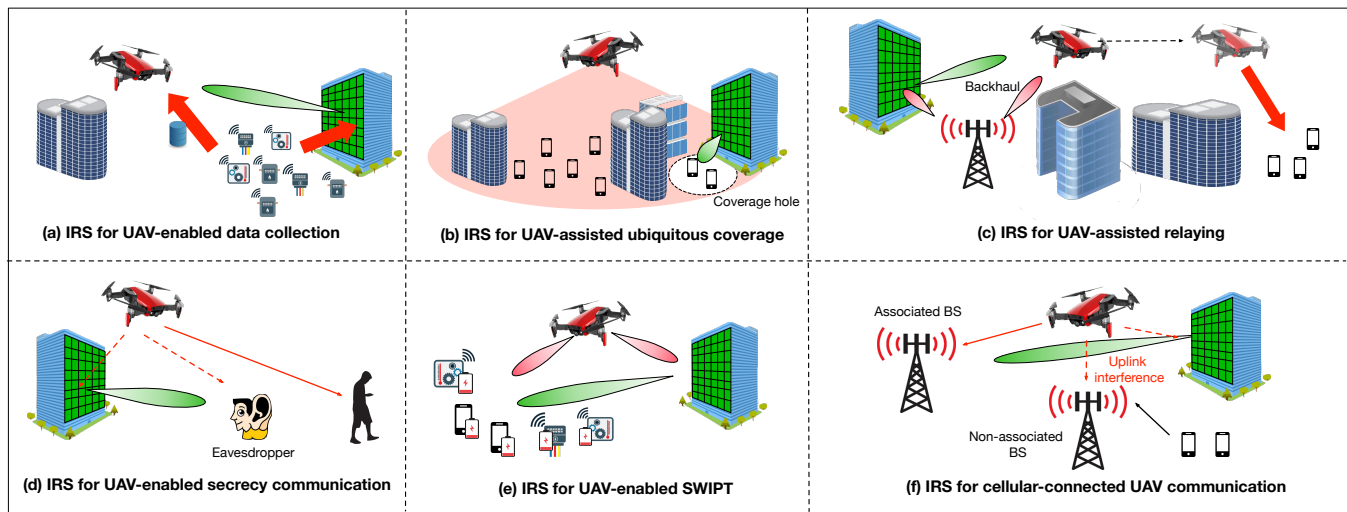 Backhaul
Coverage hole
(a) IRS for UAV-enabled data collection
(b) IRS for UAV-assisted ubiquitous coverage
(c) IRS for UAV-assisted relaying
Associated BS
Uplink
interference
Eavesdropper
Non-associated
BS
(d) IRS for UAV-enabled secrecy communication
(e) IRS for UAV-enabled SWIPT
(f) IRS for cellular-connected UAV communication